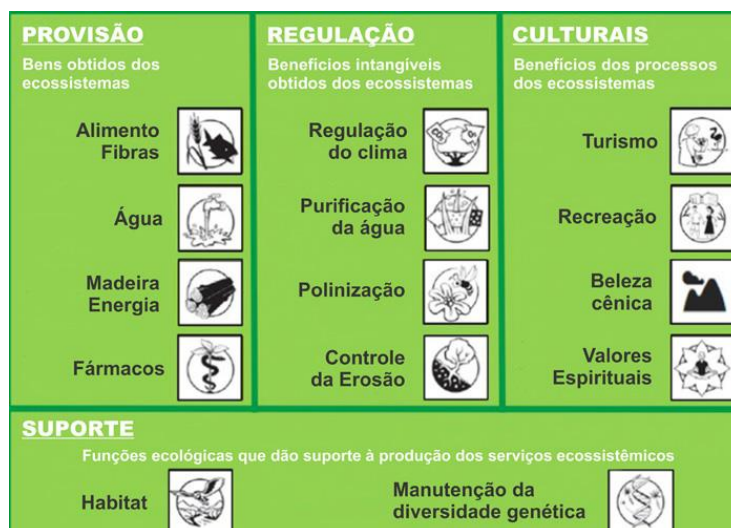 PROVISÃO
Bens obtidos dos
ecossistemas
Alimento
Fibras
Água
Madeira
Energia
Fármacos
REGULAÇÃO
Beneficios intangíveis
obtidos dos ecossistemas
Regulação
do clima
Purificação
da água
Polinização
Controle
da Erosão
CULTURAIS
Benefícios dos processos
dos ecossistemas
Turismo
Recreação
Beleza
cênica
Valores
Espirituais
SUPORTE
Funções ecológicas que dão suporte à produção dos serviços ecossistêmicos
Habitat
Manutenção da
diversidade genética